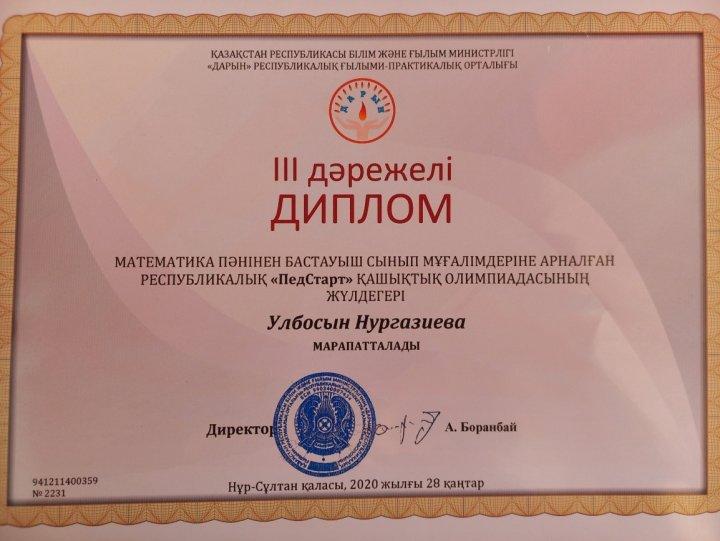 ҚАЗАҚСТАН РЕСПУБЛИКАСЫ БІЛІМ ЖӘНЕ ҒЫЛЫМ МИНИСТРЛІГІ
«ДАРЫН» РЕСПУБЛИКАЛЫҚ ҒЫЛЫМИ-ПРАКТИКАЛЫҚ ОРТАЛЫҒЫ
ДАРЫН
III дәрежелі
ДИПЛОМ
МАТЕМАТИКА ПӘНІНЕН БАСТАУЫШ СЫНЫП МҰҒАЛІМДЕРІНЕ АРНАЛҒАН
РЕСПУБЛИКАЛЫҚ «ПедСтарт» ҚАШЫҚТЫҚ ОЛИМПИАДАСЫНЫҢ
ЖҮЛДЕГЕРІ
Улбосын Нургазиева
МАРАПАТТАЛАДЫ
Директор А. Боранбай
941211400359
№ 2231
Нұр-Сұлтан қаласы, 2020 жылғы 28 қаңтар